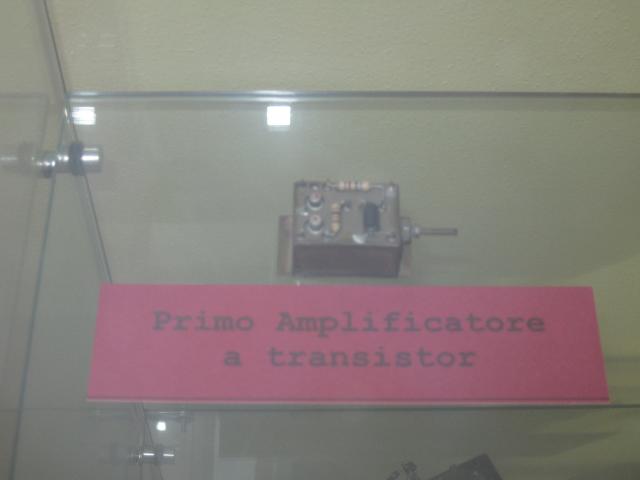 Primo Amplificatore
a transistor